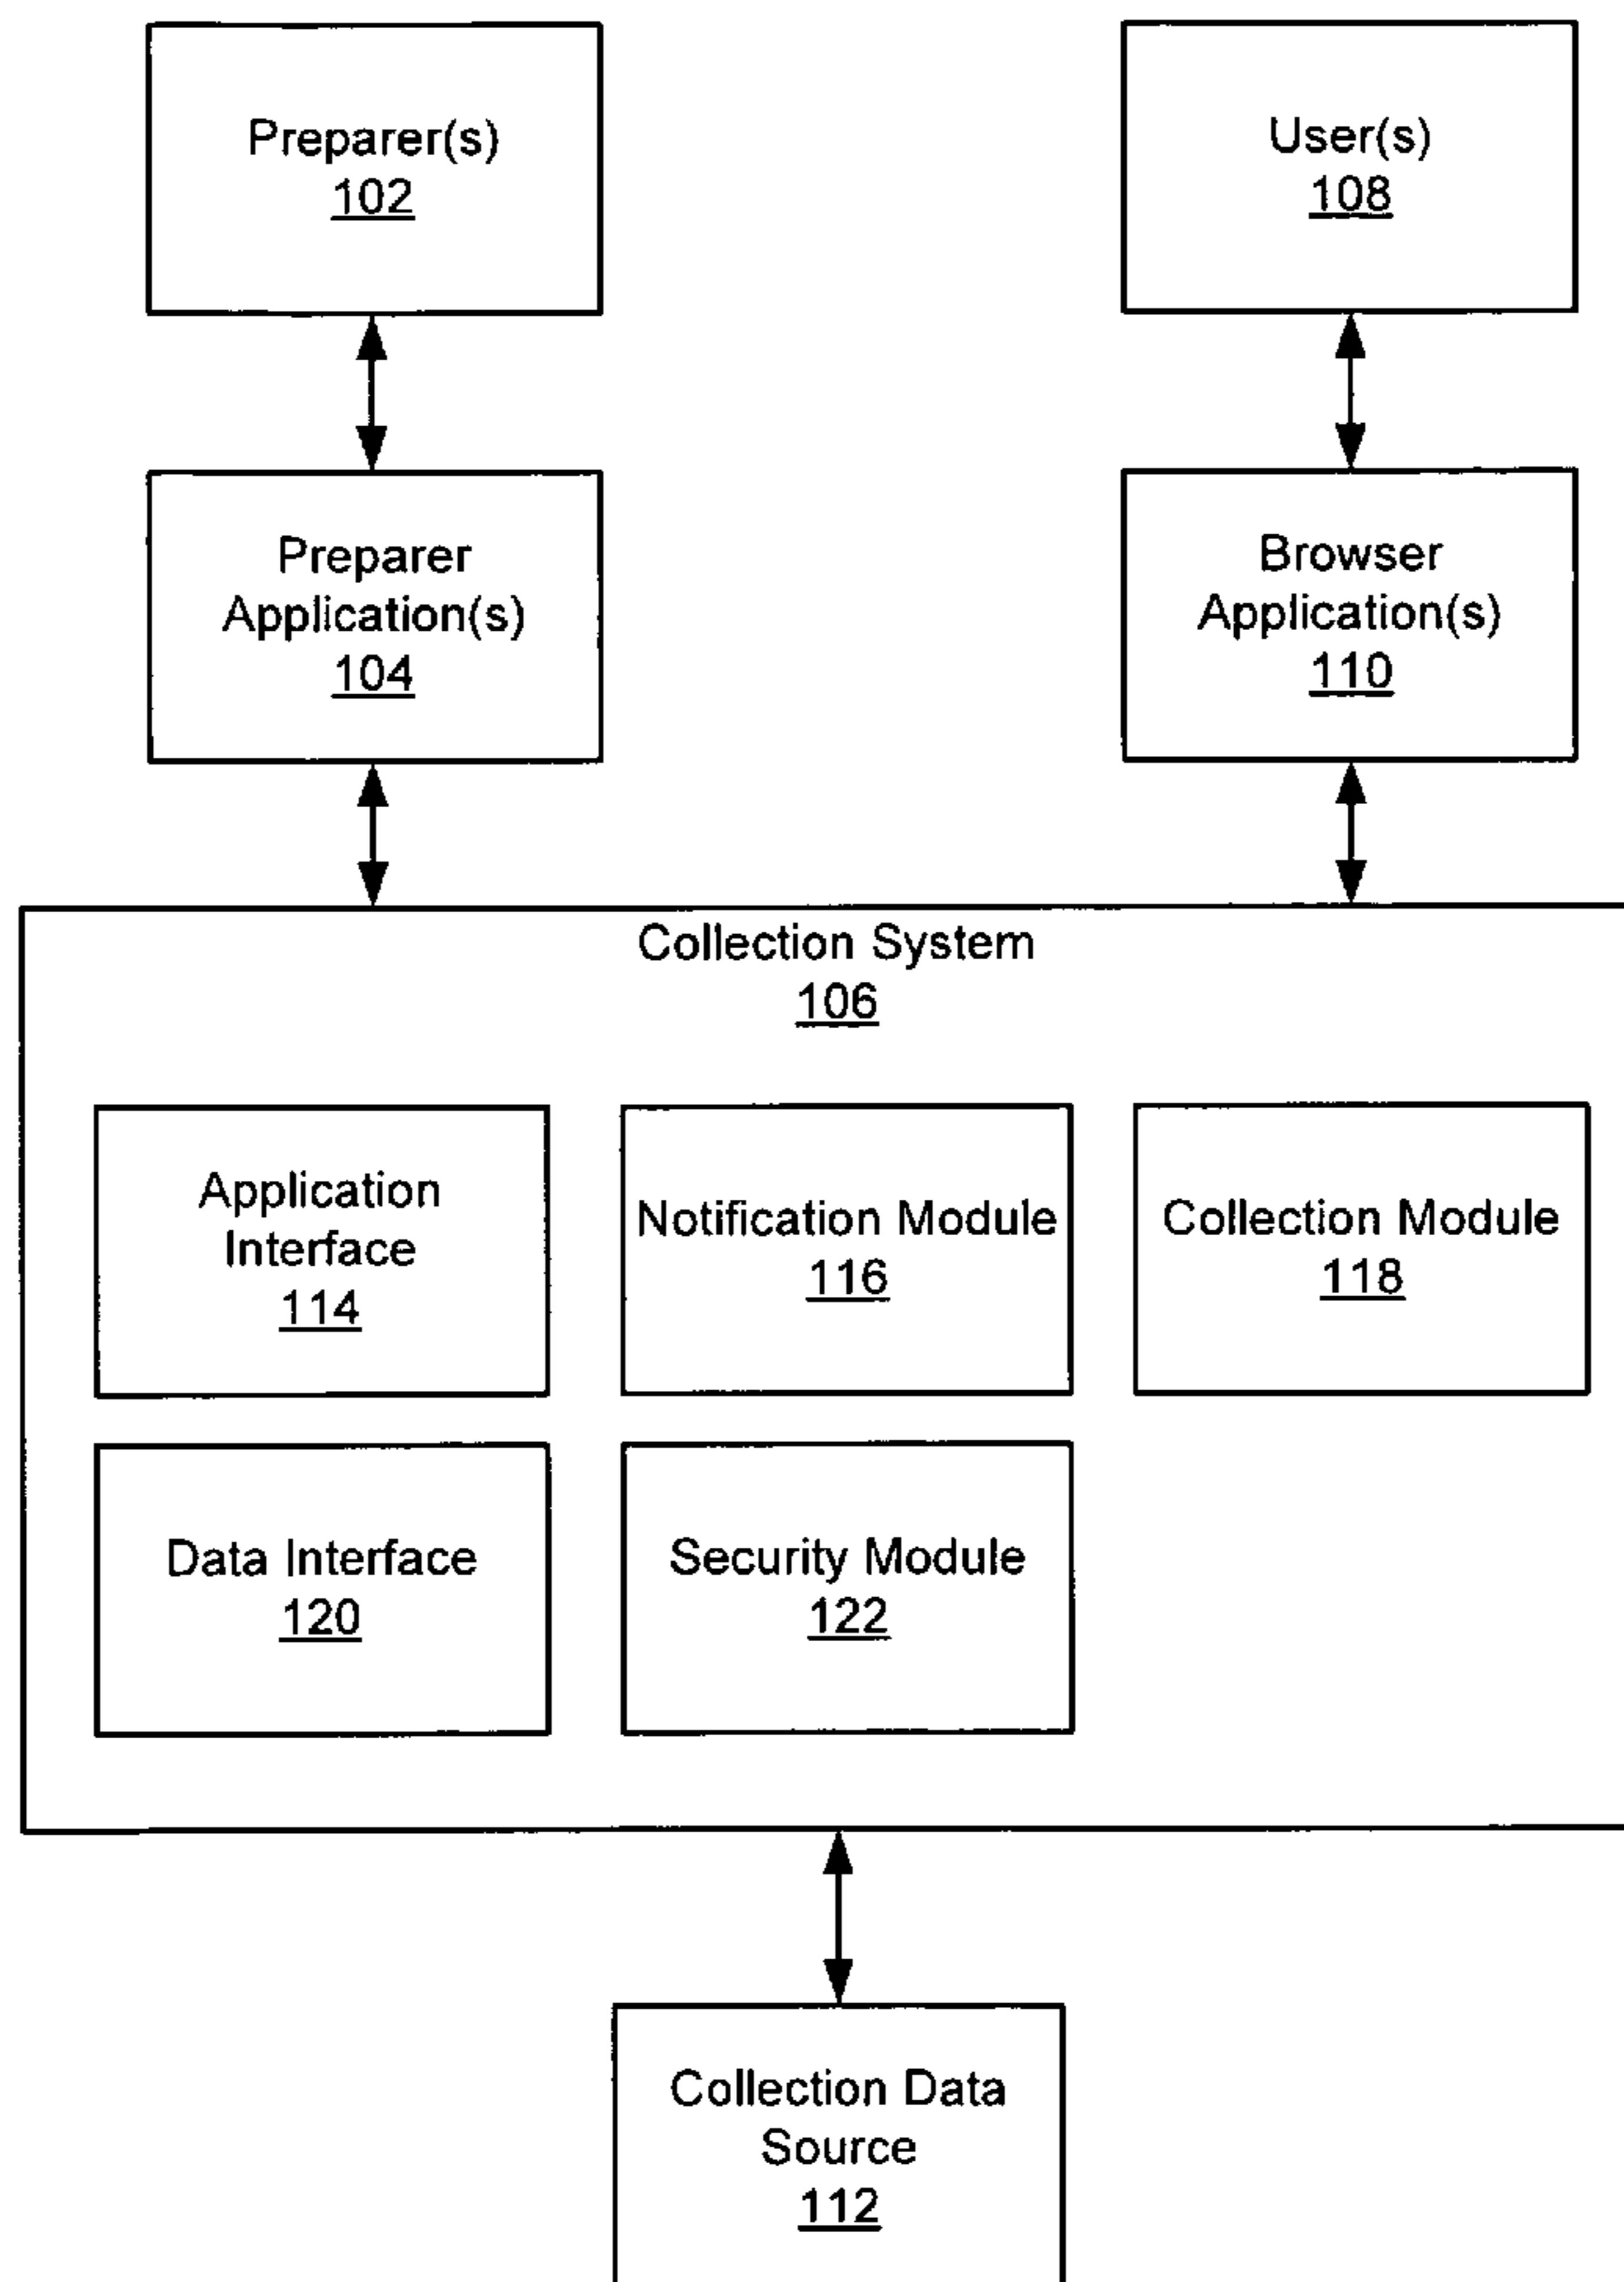 Preparer(s)
102
User(s)
108
Preparer
Application(s)
104
Browser
Application(s)
110
Collection System
106
Application
Interface
114
Notification Module
116
Collection Module
118
Data Interface
120
Security Module
122
Collection Data
Source
112